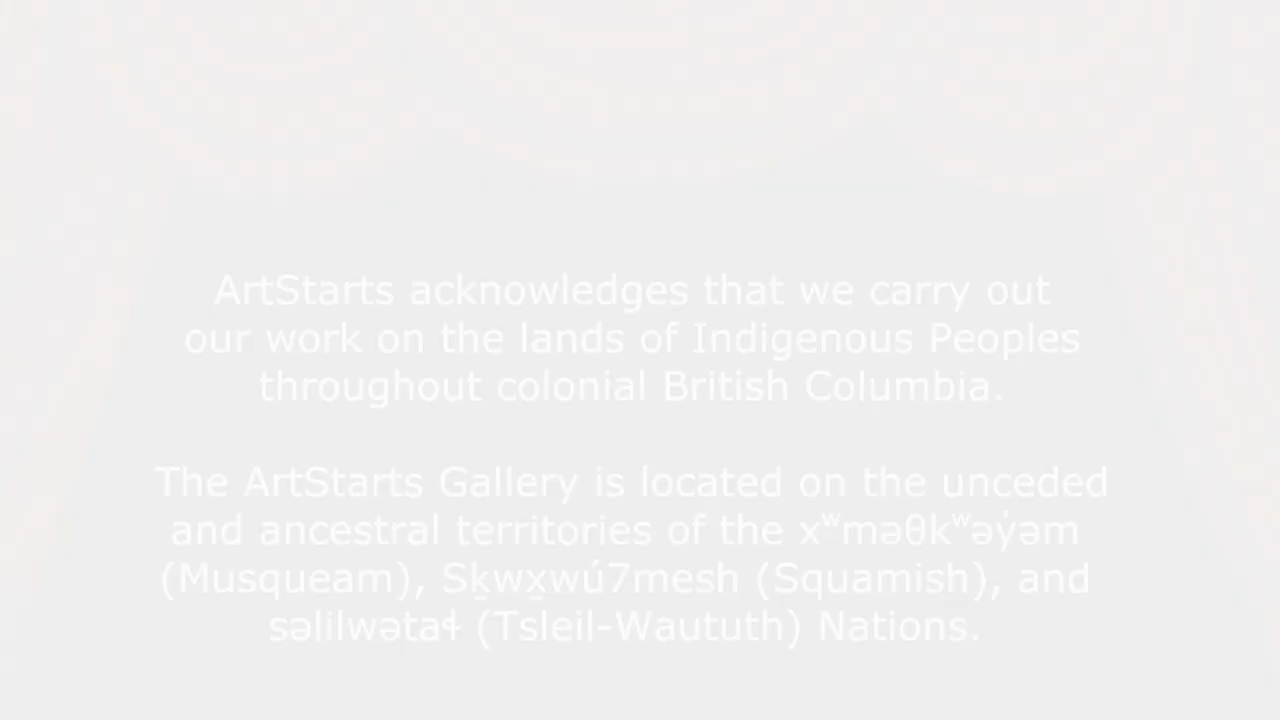 ArtStarts acknowledges that we carry out
our work on the lands of Indigenous Peoples
throughout colonial British Columbia.
The ArtStarts Gallery is located on the unceded
and ancestral territories of the xʷməθkʷəy̓əm
(Musqueam), Sḵwx̱wú7mesh (Squamish), and
səlilwətaɬ (Tsleil-Waututh) Nations.